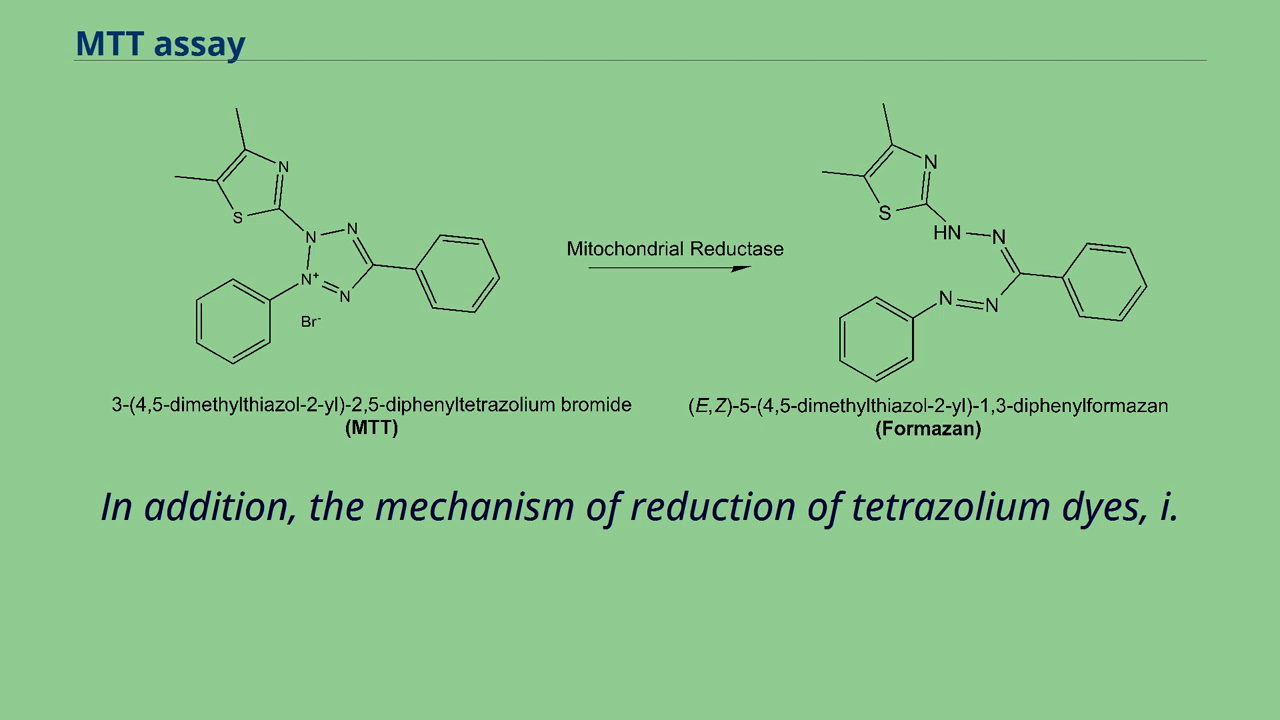 MTT assay
N
S
N
N
N+
N
Br-
Mitochondrial Reductase
N
S
HN
N
N
N
3-(4,5-dimethylthiazol-2-yl)-2,5-diphenyltetrazolium bromide
(MTT)
(E,Z)-5-(4,5-dimethylthiazol-2-yl)-1,3-diphenylformazan
(Formazan)
In addition, the mechanism of reduction of tetrazolium dyes, i.